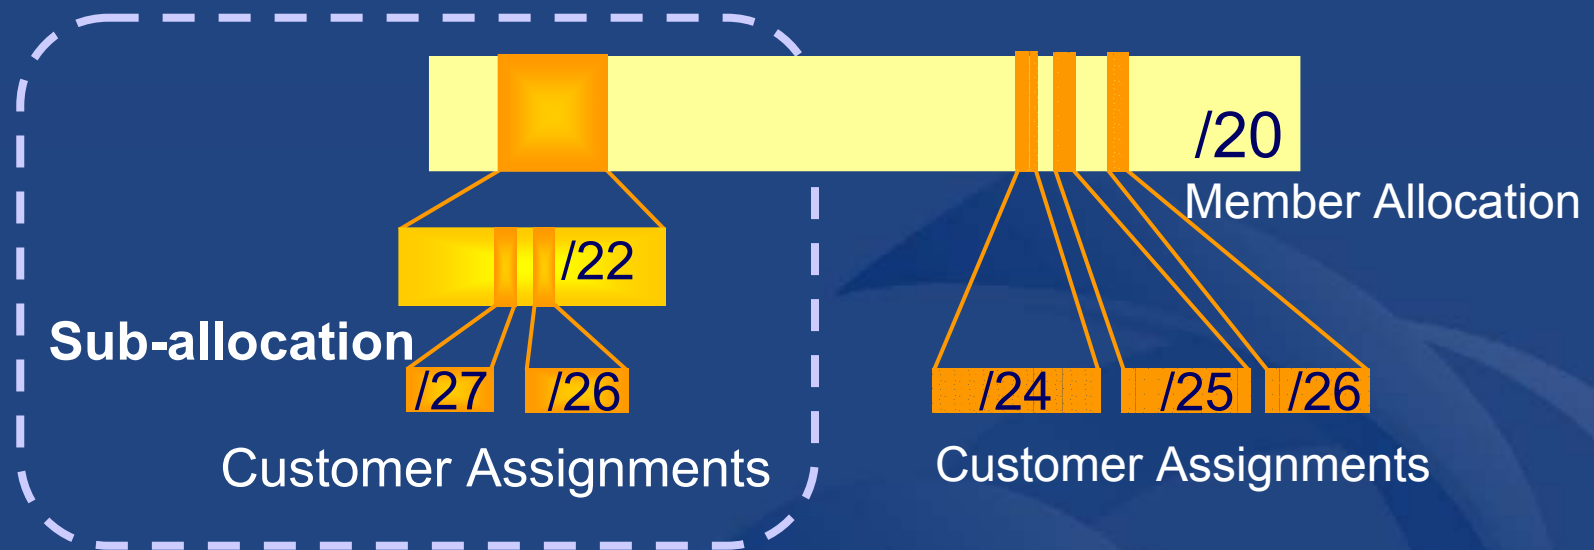 /20
Member Allocation
/22
Sub-allocation
/27 /26
/24 /25 /26
Customer Assignments
Customer Assignments